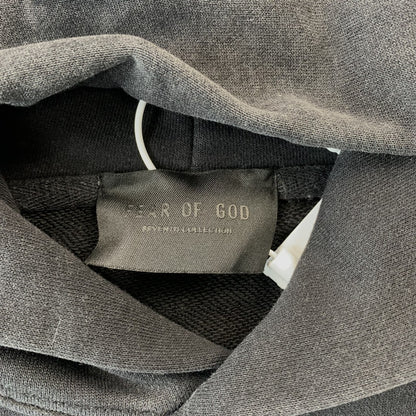 FEAR OF GOD
SEVENTH COLLECTION